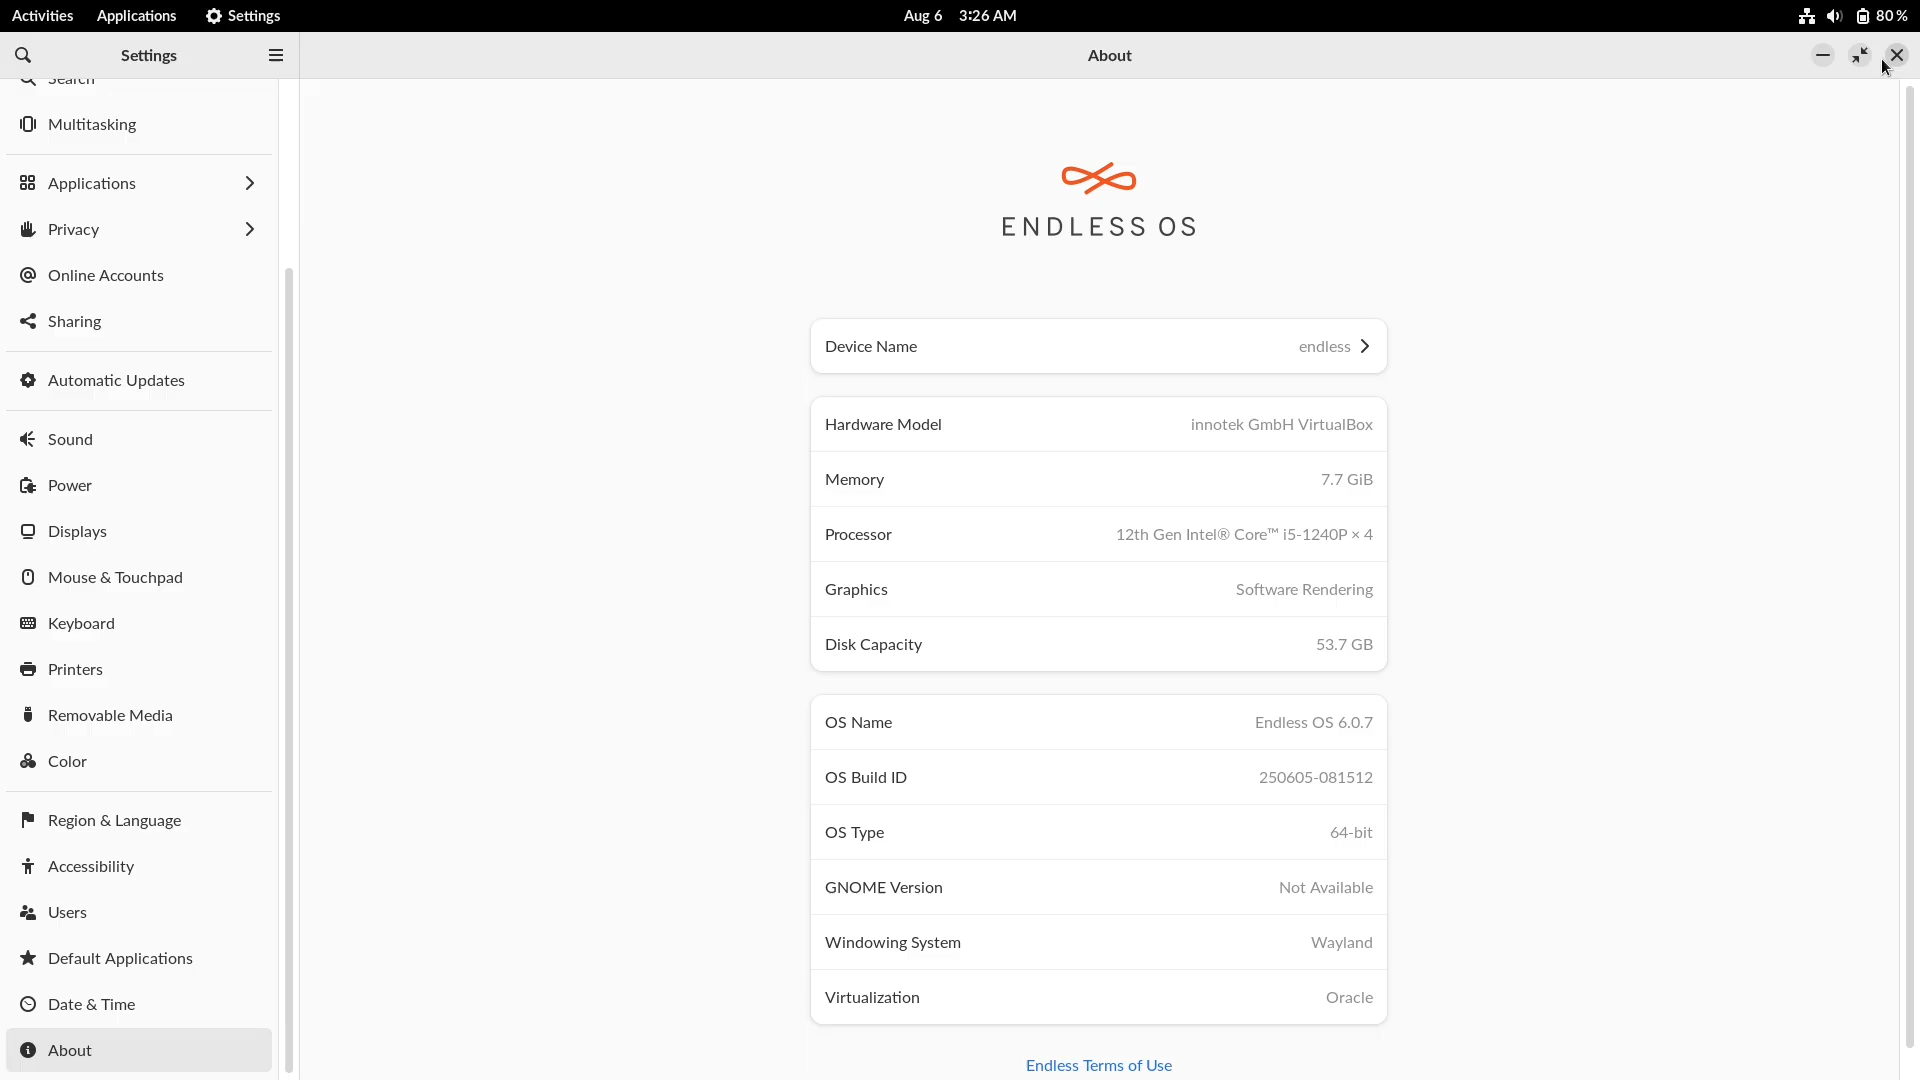 Activities Applications Settings Aug 6 3:26 AM 80 %
Settings About
Search
Multitasking
Applications
Privacy
Online Accounts
Sharing
Automatic Updates
Sound
Power
Displays
Mouse & Touchpad
Keyboard
Printers
Removable Media
Color
Region & Language
Accessibility
Users
Default Applications
Date & Time
About
ENDLESS OS
Device Name endless
Hardware Model innotek GmbH VirtualBox
Memory 7.7 GiB
Processor 12th Gen Intel® Core™ i5-1240P × 4
Graphics Software Rendering
Disk Capacity 53.7 GB
OS Name Endless OS 6.0.7
OS Build ID 250605-081512
OS Type 64-bit
GNOME Version Not Available
Windowing System Wayland
Virtualization Oracle
Endless Terms of Use